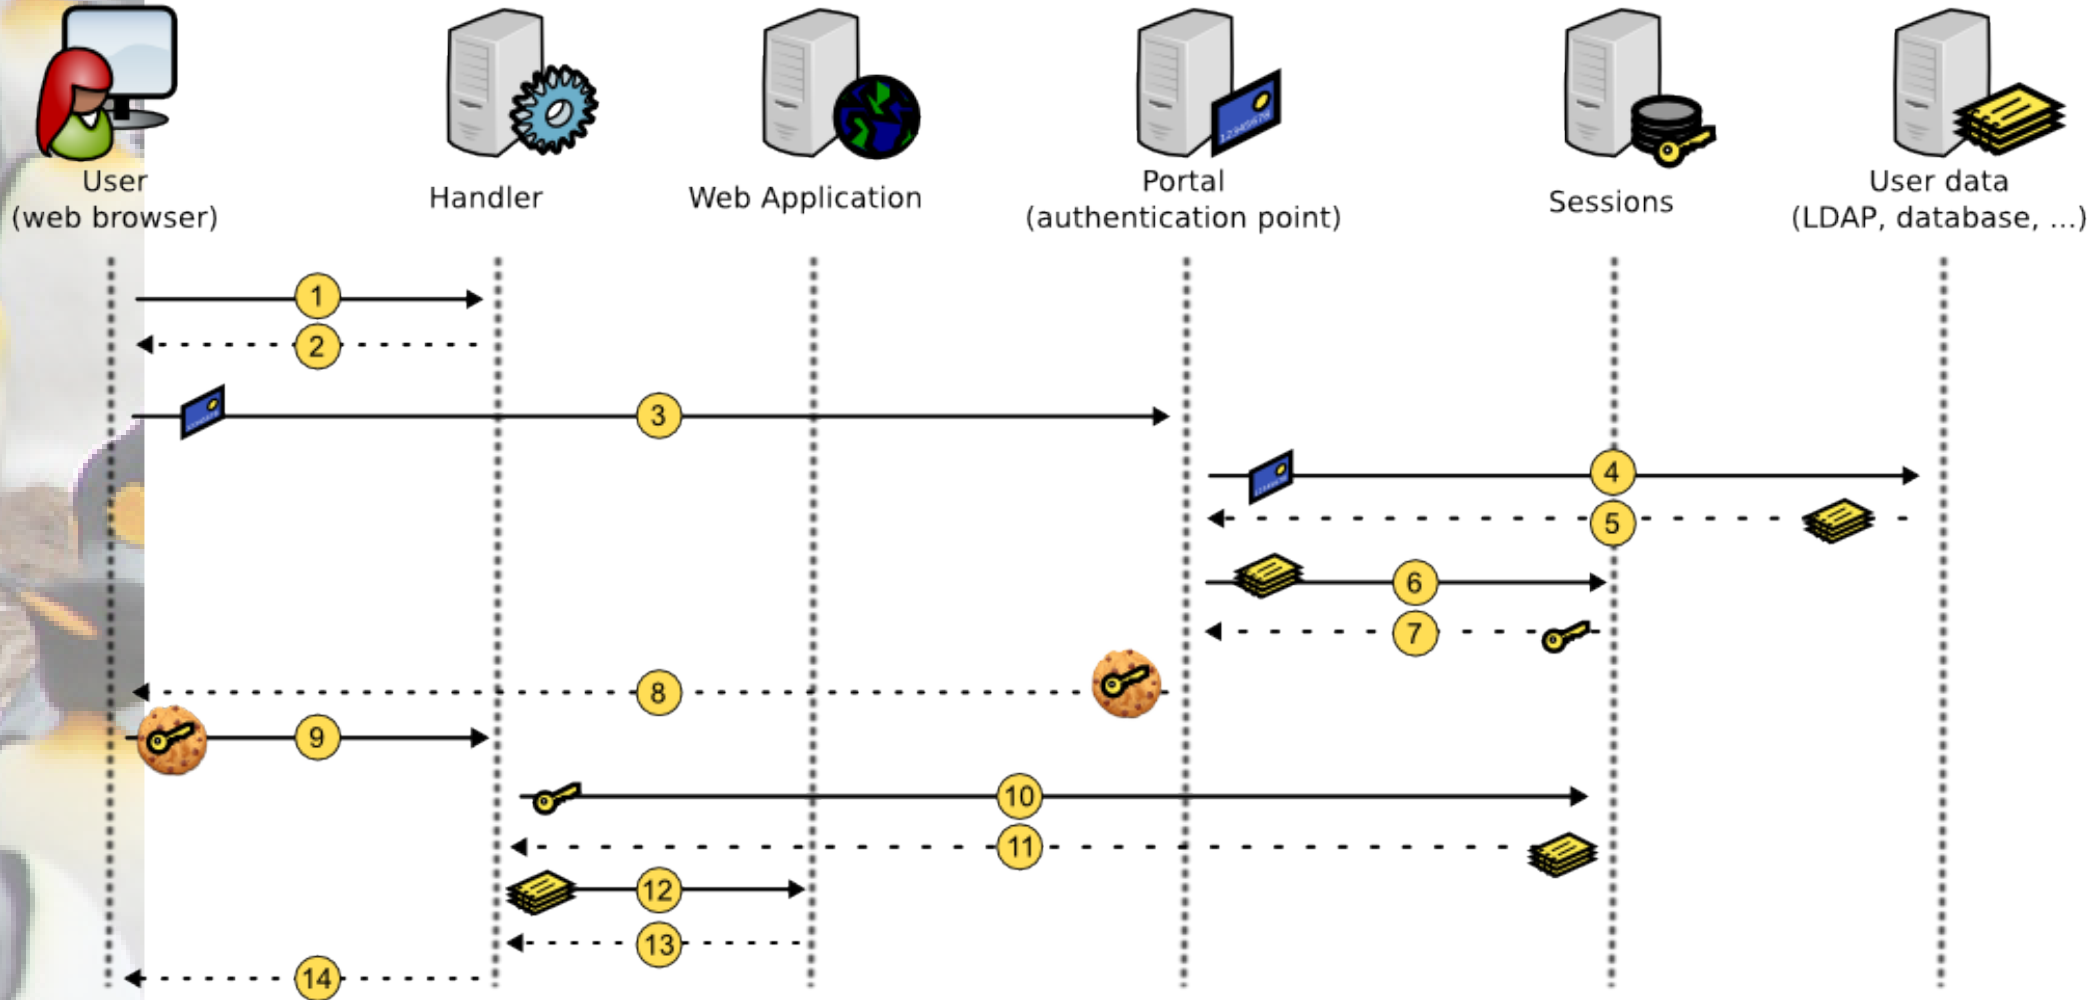 User
(web browser)
Handler
Web Application
Portal
(authentication point)
Sessions
User data
(LDAP, database, ...)
12345678
1
2
3
4
5
6
7
8
9
10
11
12
13
14